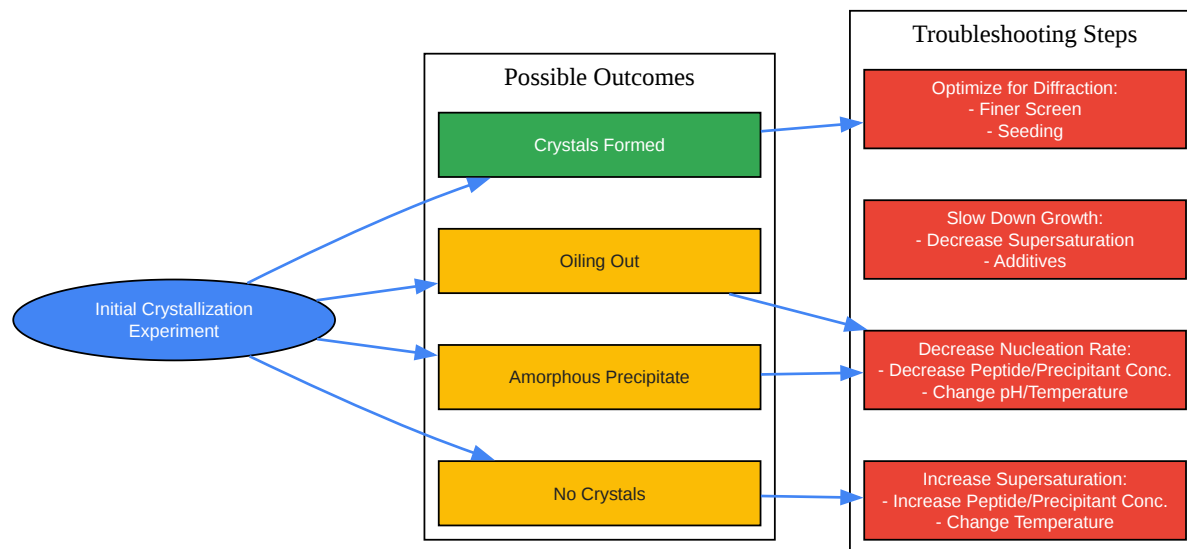 Initial Crystallization
Experiment
Possible Outcomes
Crystals Formed
Oiling Out
Amorphous Precipitate
No Crystals
Troubleshooting Steps
Optimize for Diffraction:
- Finer Screen
- Seeding
Slow Down Growth:
- Decrease Supersaturation
- Additives
Decrease Nucleation Rate:
- Decrease Peptide/Precipitant Conc.
- Change pH/Temperature
Increase Supersaturation:
- Increase Peptide/Precipitant Conc.
- Change Temperature